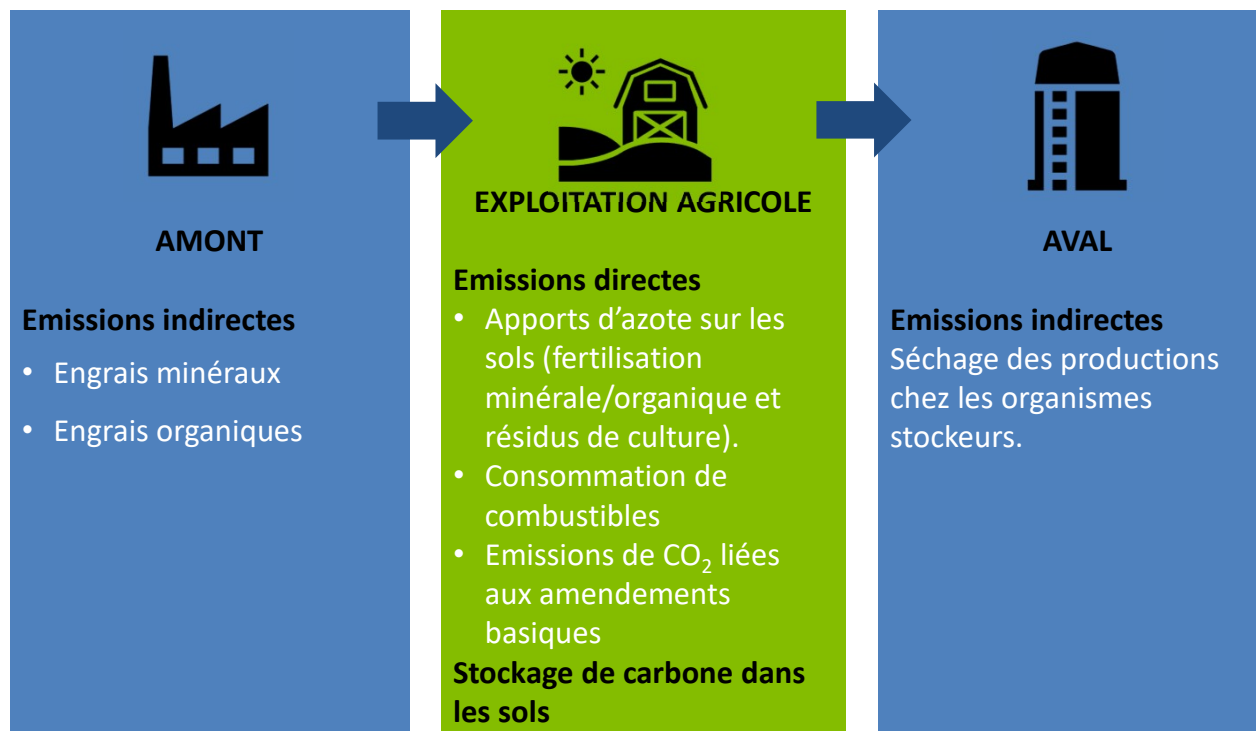 AMONT
Emissions indirectes
• Engrais minéraux
• Engrais organiques
EXPLOITATION AGRICOLE
Emissions directes
• Apports d’azote sur les
sols (fertilisation
minérale/organique et
résidus de culture).
• Consommation de
combustibles
• Emissions de CO₂ liées
aux amendements
basiques
Stockage de carbone dans
les sols
AVAL
Emissions indirectes
Séchage des productions
chez les organismes
stockeurs.